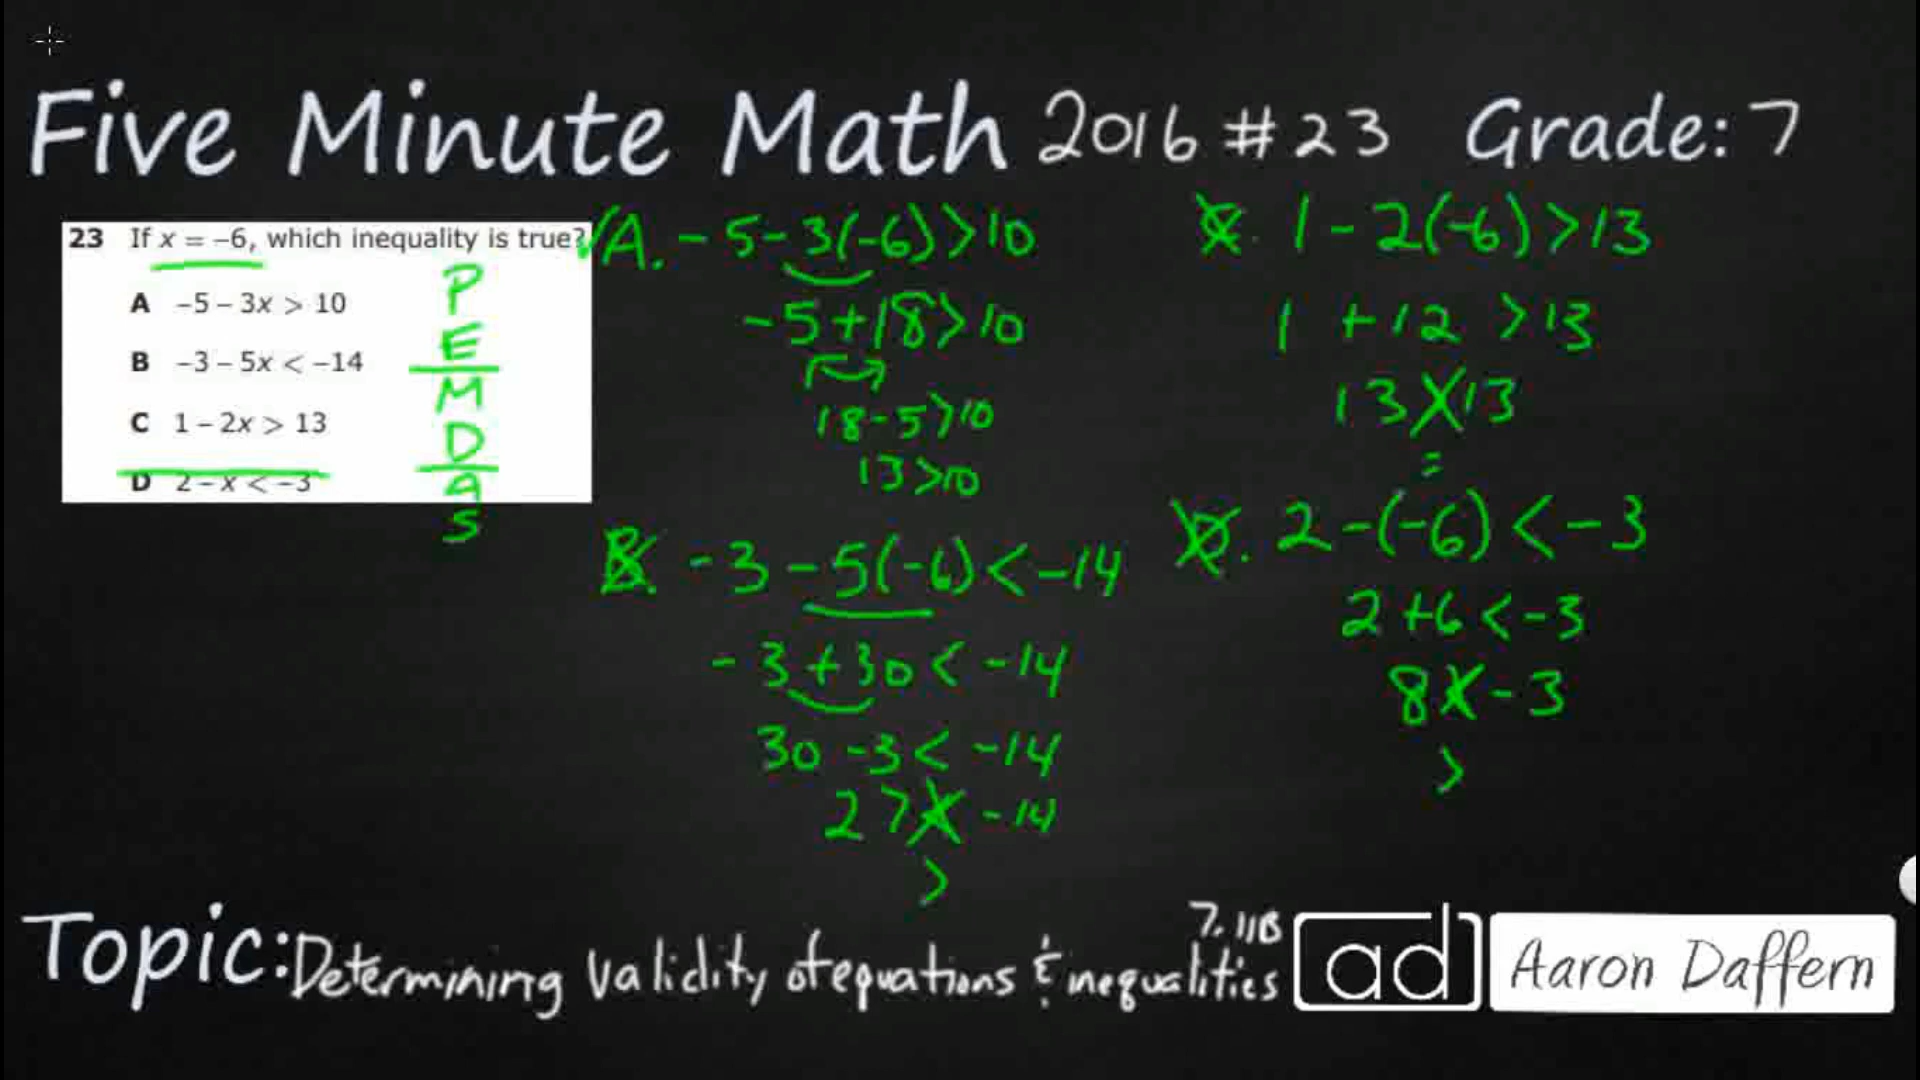 Five Minute Math 2016 #23 Grade: 7
23 If x = -6, which inequality is true?
A -5 - 3x > 10
B -3 - 5x < -14
C 1 - 2x > 13
D 2 - x < -3
P
E
M
D
A
S
A. -5-3(-6)>10
-5+18>10
18-5>10
13>10
B. -3-5(-6)<-14
-3+30<-14
30-3<-14
27<-14
>
1-2(-6)>13
1+12>13
13>13
=
D. 2-(-6)<-3
2+6<-3
8<-3
>
Topic: Determining validity of equations & inequalities
7.11B
ad
Aaron Daffern